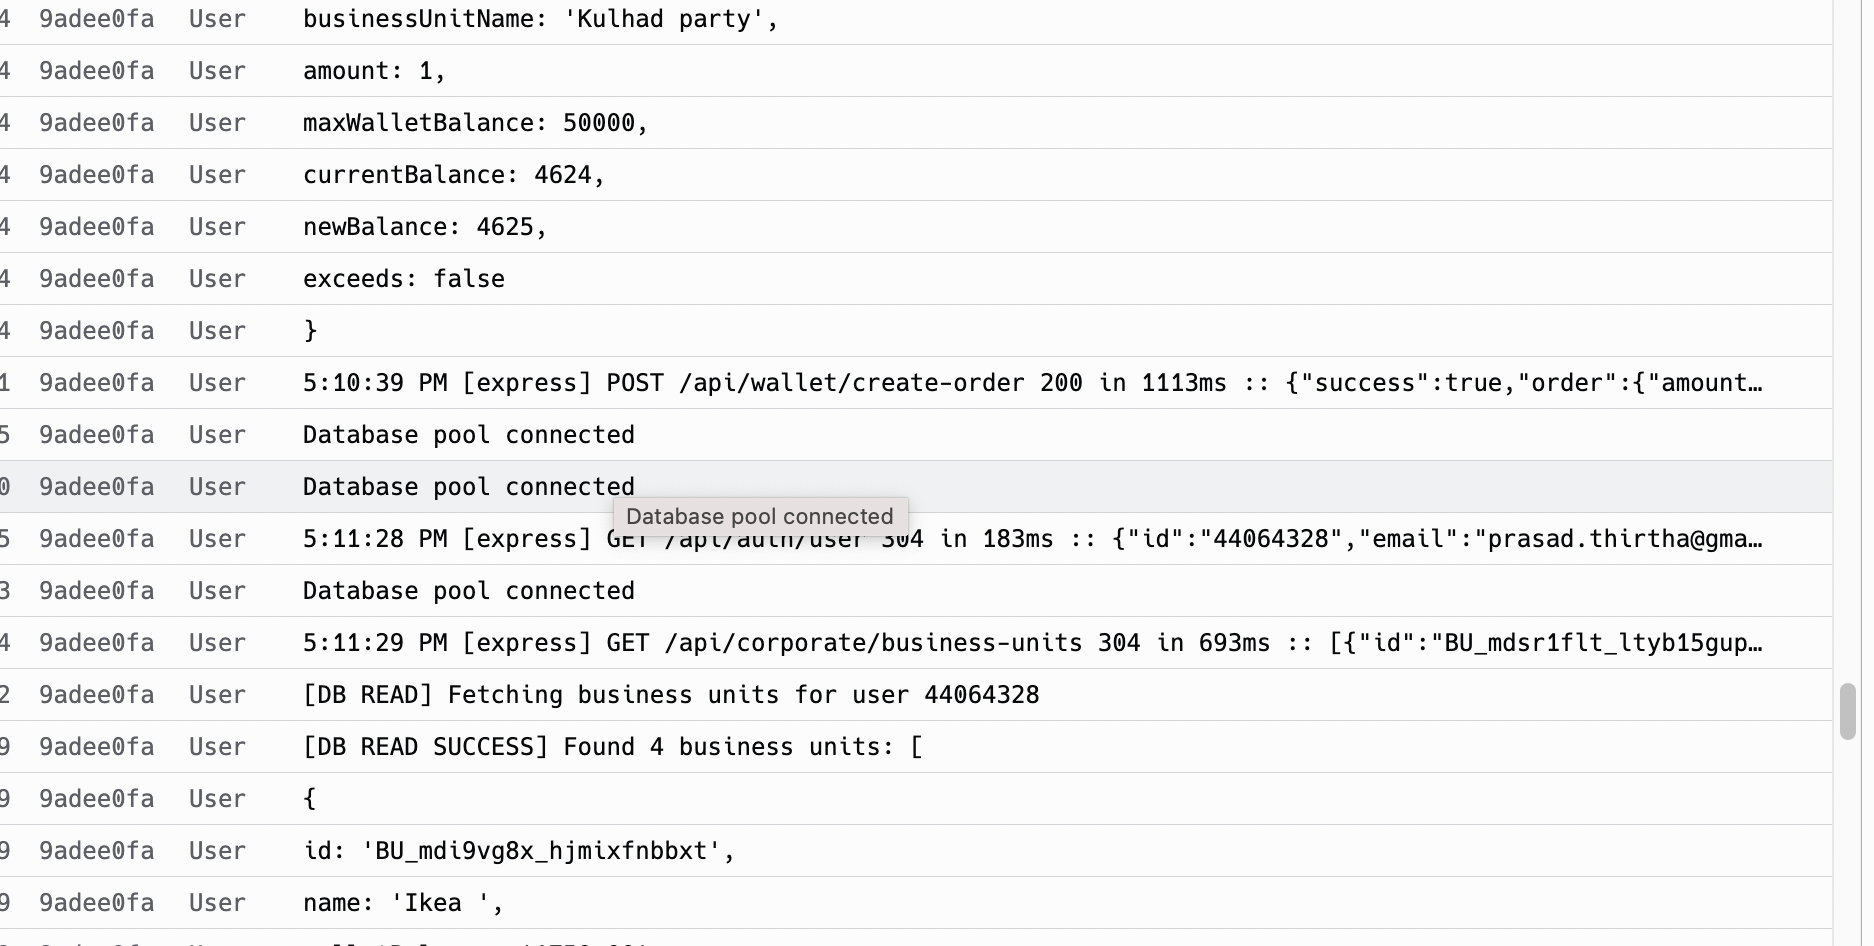 4 9adee0fa User businessUnitName: 'Kulhad party',
4 9adee0fa User amount: 1,
4 9adee0fa User maxWalletBalance: 50000,
4 9adee0fa User currentBalance: 4624,
4 9adee0fa User newBalance: 4625,
4 9adee0fa User exceeds: false
4 9adee0fa User }
1 9adee0fa User 5:10:39 PM [express] POST /api/wallet/create-order 200 in 1113ms :: {"success":true,"order":{"amount…
5 9adee0fa User Database pool connected
0 9adee0fa User Database pool connected
Database pool connected
5 9adee0fa User 5:11:28 PM [express] GET /api/auth/user 304 in 183ms :: {"id":"44064328","email":"prasad.thirtha@gma…
3 9adee0fa User Database pool connected
4 9adee0fa User 5:11:29 PM [express] GET /api/corporate/business-units 304 in 693ms :: [{"id":"BU_mdsr1flt_ltyb15gup…
2 9adee0fa User [DB READ] Fetching business units for user 44064328
9 9adee0fa User [DB READ SUCCESS] Found 4 business units: [
9 9adee0fa User {
9 9adee0fa User id: 'BU_mdi9vg8x_hjmixfnbbxt',
9 9adee0fa User name: 'Ikea ',